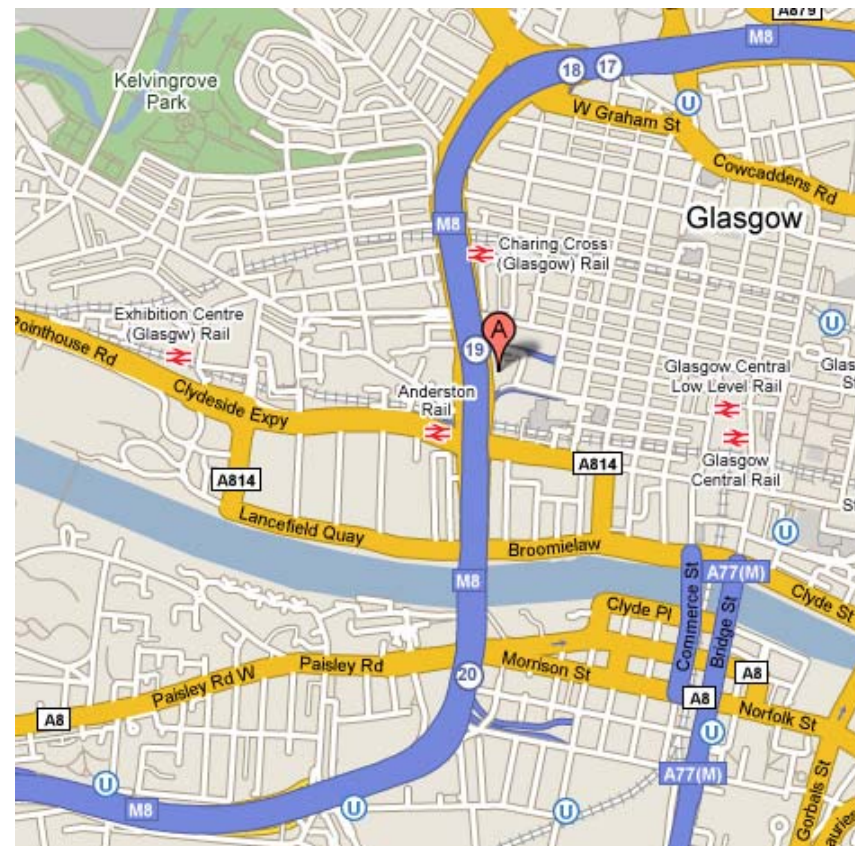 A879
M8
18
17
Kelvingrove
Park
U
W Graham St
Cowcaddens Rd
Glasgow
M8
Charing Cross
(Glasgow) Rail
Exhibition Centre
(Glasgw) Rail
A
U
19
Pointhouse Rd
Glasgow Central
Low Level Rail
Glas
S
Clydeside Expy
Anderston
Rail
A814
A814
Glasgow
Central Rail
S
Lancefield Quay
Broomielaw
U
M8
A77(M)
Commerce St
Bridge St
Clyde St
Clyde Pl
Paisley Rd W
Paisley Rd
Morrison St
20
A8
A8
A8
Norfolk St
U
A77(M)
U
M8
U
U
Gorbals St